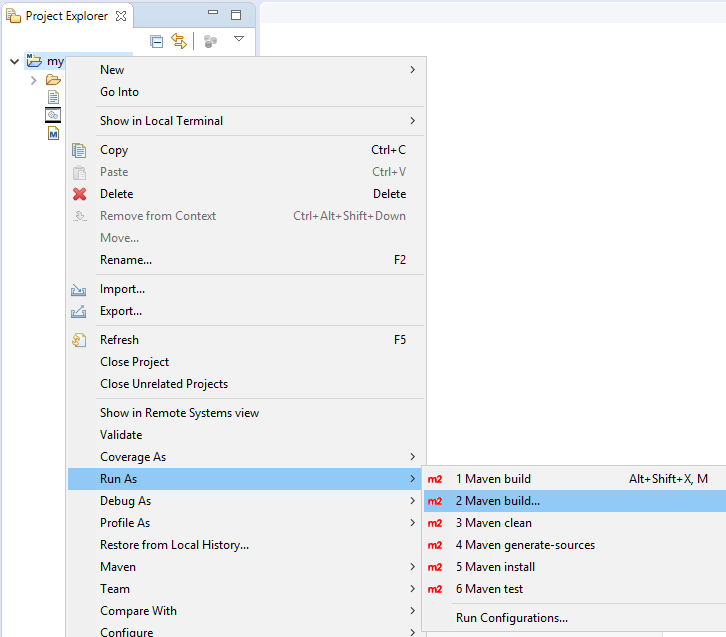 Project Explorer
my
New
Go Into
Show in Local Terminal
Copy Ctrl+C
Paste Ctrl+V
Delete Delete
Remove from Context Ctrl+Alt+Shift+Down
Move...
Rename... F2
Import...
Export...
Refresh F5
Close Project
Close Unrelated Projects
Show in Remote Systems view
Validate
Coverage As
Run As
Debug As
Profile As
Restore from Local History...
Maven
Team
Compare With
Configure
m2 1 Maven build Alt+Shift+X, M
m2 2 Maven build...
m2 3 Maven clean
m2 4 Maven generate-sources
m2 5 Maven install
m2 6 Maven test
Run Configurations...